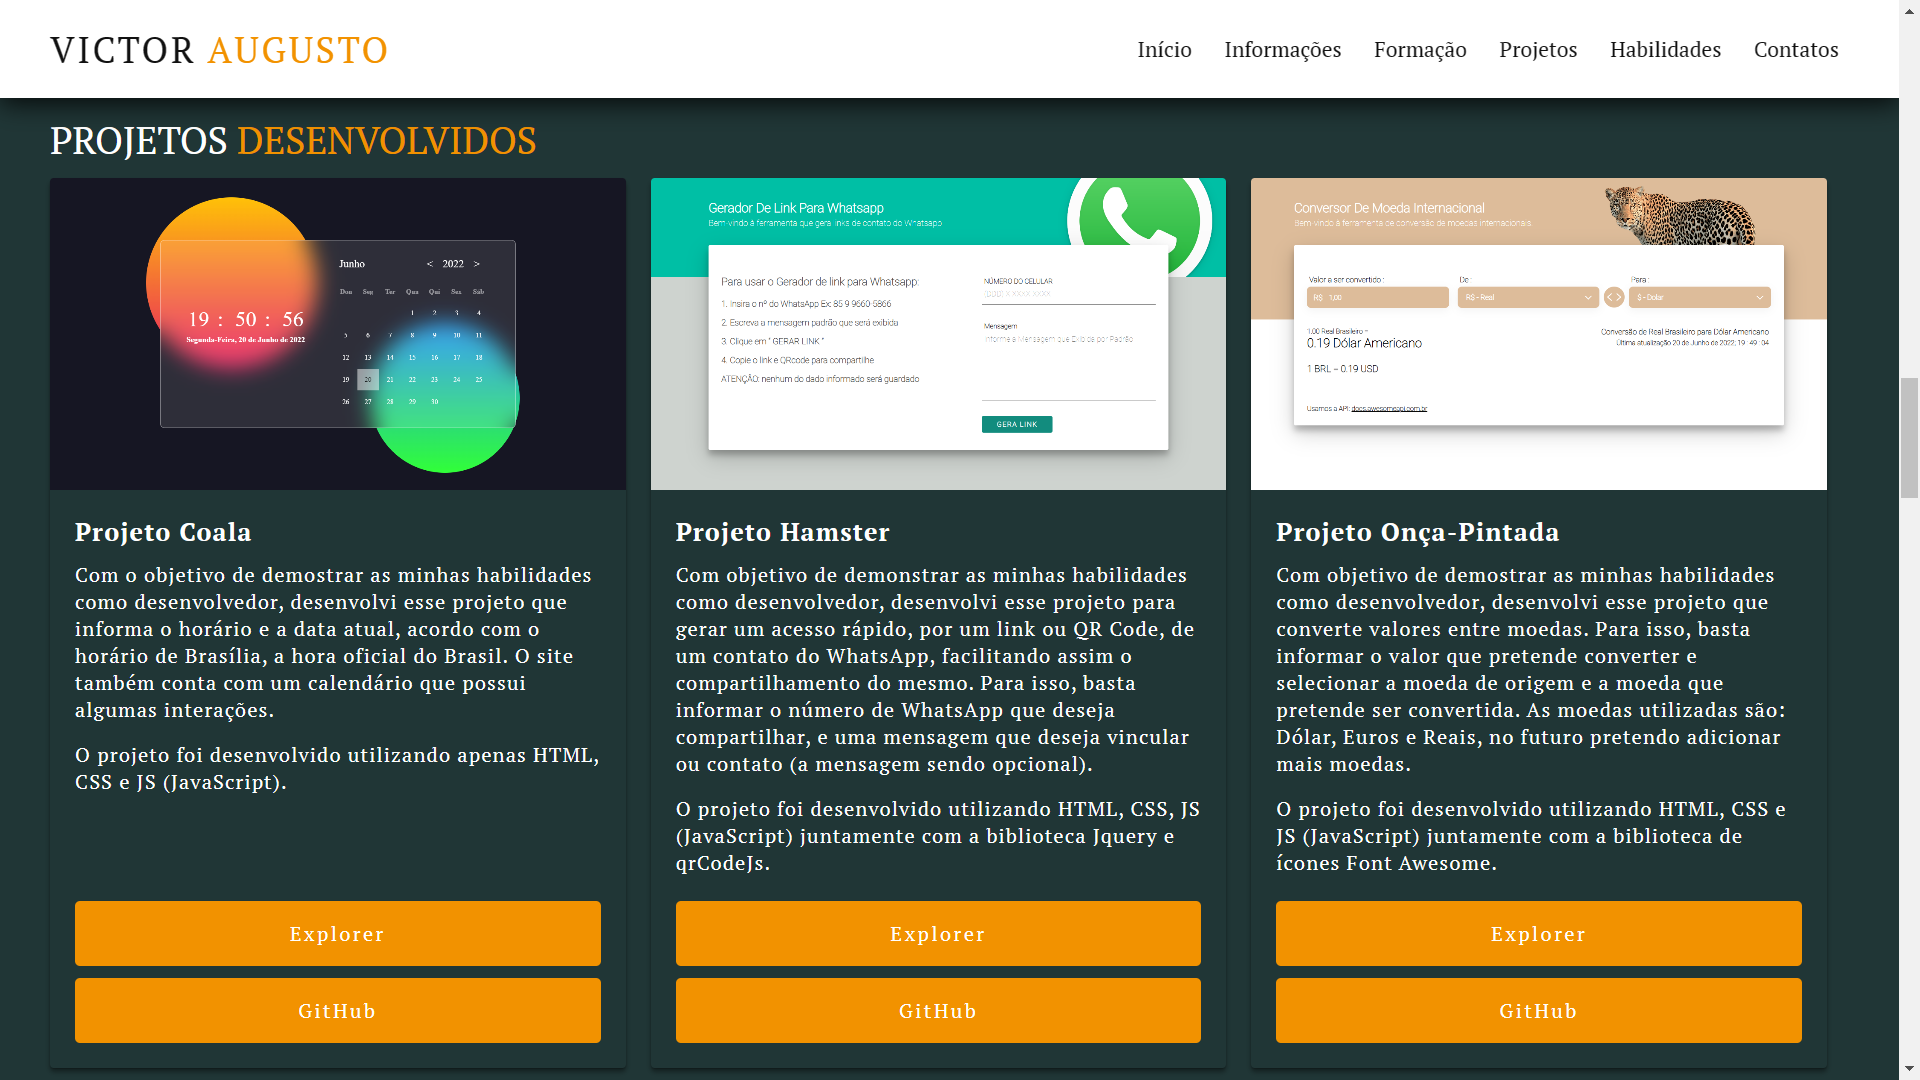 VICTOR AUGUSTO
Início Informações Formação Projetos Habilidades Contatos
PROJETOS DESENVOLVIDOS
Junho < 2022 >
Dom Seg Ter Qua Qui Sex Sáb
1 2 3 4
5 6 7 8 9 10 11
12 13 14 15 16 17 18
19 20 21 22 23 24 25
26 27 28 29 30
19 : 50 : 56
Segunda-Feira, 20 de Junho de 2022
Gerador De Link Para Whatsapp
Bem-vindo à ferramenta que gera links de contato do Whatsapp
Para usar o Gerador de link para Whatsapp:
1. Insira o nº do WhatsApp Ex: 85 9 9660-5866
2. Escreva a mensagem padrão que será exibida
3. Clique em " GERAR LINK "
4. Copie o link e QRcode para compartilhe
ATENÇÃO: nenhum do dado informado será guardado
NÚMERO DO CELULAR
(DDD) X XXXX-XXXX
Mensagem
Informe a Mensagem que Exibida por Padrão
GERA LINK
Conversor De Moeda Internacional
Bem-vindo à ferramenta de conversão de moedas internacionais
Valor a ser convertido : De : Para :
R$ 1,00 R$ - Real < > $ - Dolar
1,00 Real Brasileiro =
0.19 Dólar Americano
1 BRL = 0.19 USD
Conversão de Real Brasileiro para Dólar Americano
Última atualização 20 de Junho de 2022, 19 : 49 : 04
Usamos a API: docs.awesomeapi.com.br
Projeto Coala
Com o objetivo de demostrar as minhas habilidades
como desenvolvedor, desenvolvi esse projeto que
informa o horário e a data atual, acordo com o
horário de Brasília, a hora oficial do Brasil. O site
também conta com um calendário que possui
algumas interações.
O projeto foi desenvolvido utilizando apenas HTML,
CSS e JS (JavaScript).
Explorer
GitHub
Projeto Hamster
Com objetivo de demonstrar as minhas habilidades
como desenvolvedor, desenvolvi esse projeto para
gerar um acesso rápido, por um link ou QR Code, de
um contato do WhatsApp, facilitando assim o
compartilhamento do mesmo. Para isso, basta
informar o número de WhatsApp que deseja
compartilhar, e uma mensagem que deseja vincular
ou contato (a mensagem sendo opcional).
O projeto foi desenvolvido utilizando HTML, CSS, JS
(JavaScript) juntamente com a biblioteca Jquery e
qrCodeJs.
Explorer
GitHub
Projeto Onça-Pintada
Com objetivo de demostrar as minhas habilidades
como desenvolvedor, desenvolvi esse projeto que
converte valores entre moedas. Para isso, basta
informar o valor que pretende converter e
selecionar a moeda de origem e a moeda que
pretende ser convertida. As moedas utilizadas são:
Dólar, Euros e Reais, no futuro pretendo adicionar
mais moedas.
O projeto foi desenvolvido utilizando HTML, CSS e
JS (JavaScript) juntamente com a biblioteca de
ícones Font Awesome.
Explorer
GitHub